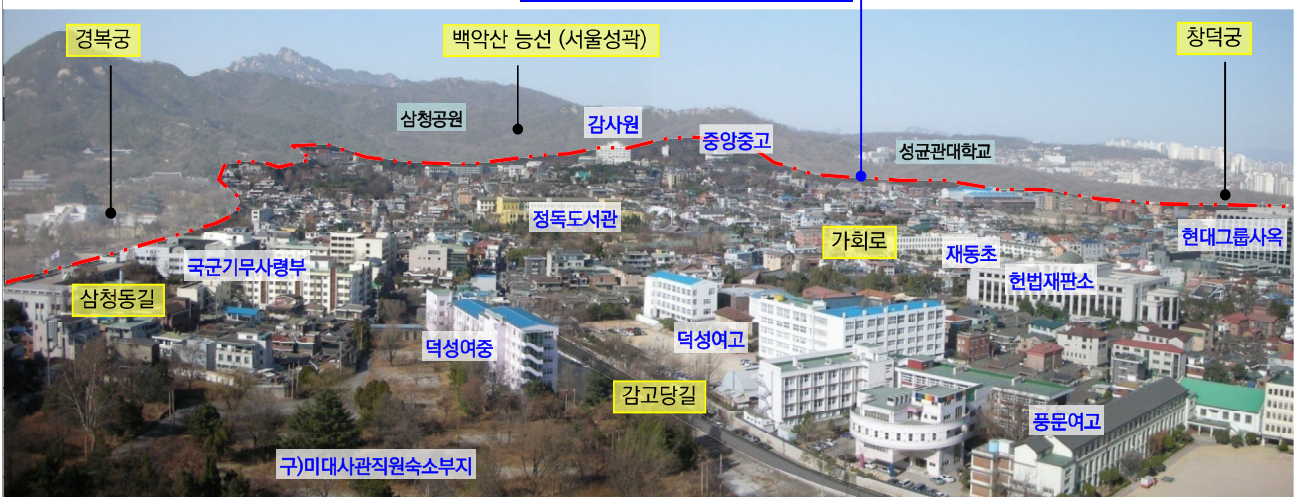 경복궁
백악산 능선 (서울성곽)
창덕궁
삼청공원
감사원
중앙중고
성균관대학교
정독도서관
가회로
재동초
현대그룹사옥
국군기무사령부
헌법재판소
삼청동길
덕성여중
덕성여고
감고당길
풍문여고
구)미대사관직원숙소부지